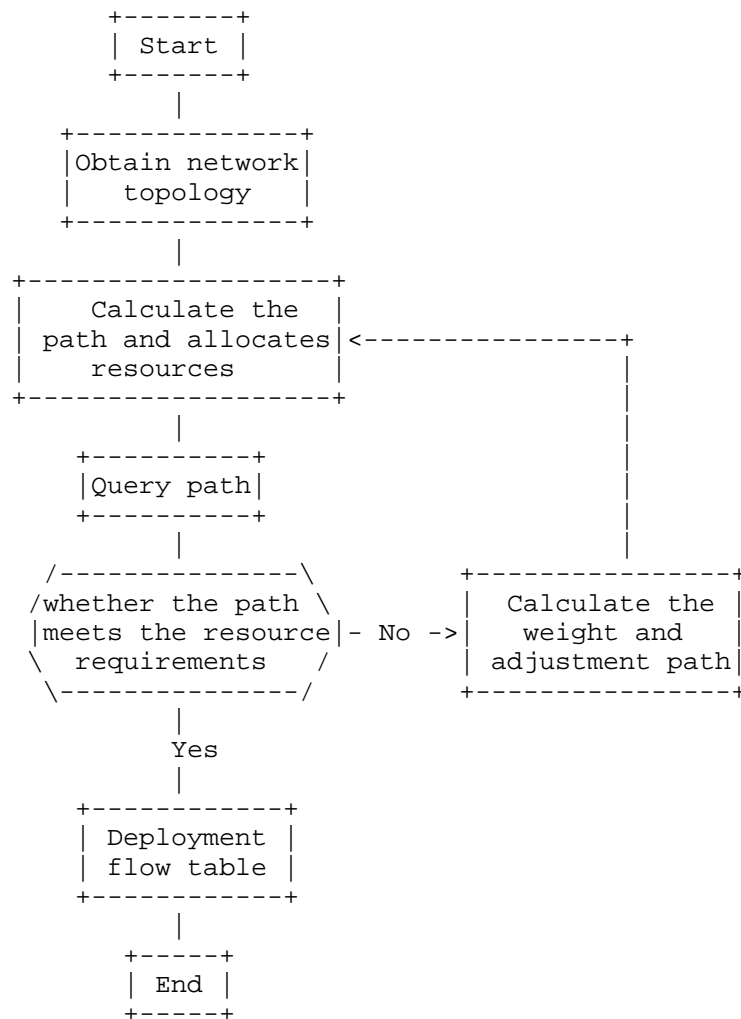 Start
Obtain network
topology
Calculate the
path and allocates
resources
Query path
whether the path
meets the resource
requirements
No
Calculate the
weight and
adjustment path
Yes
Deployment
flow table
End